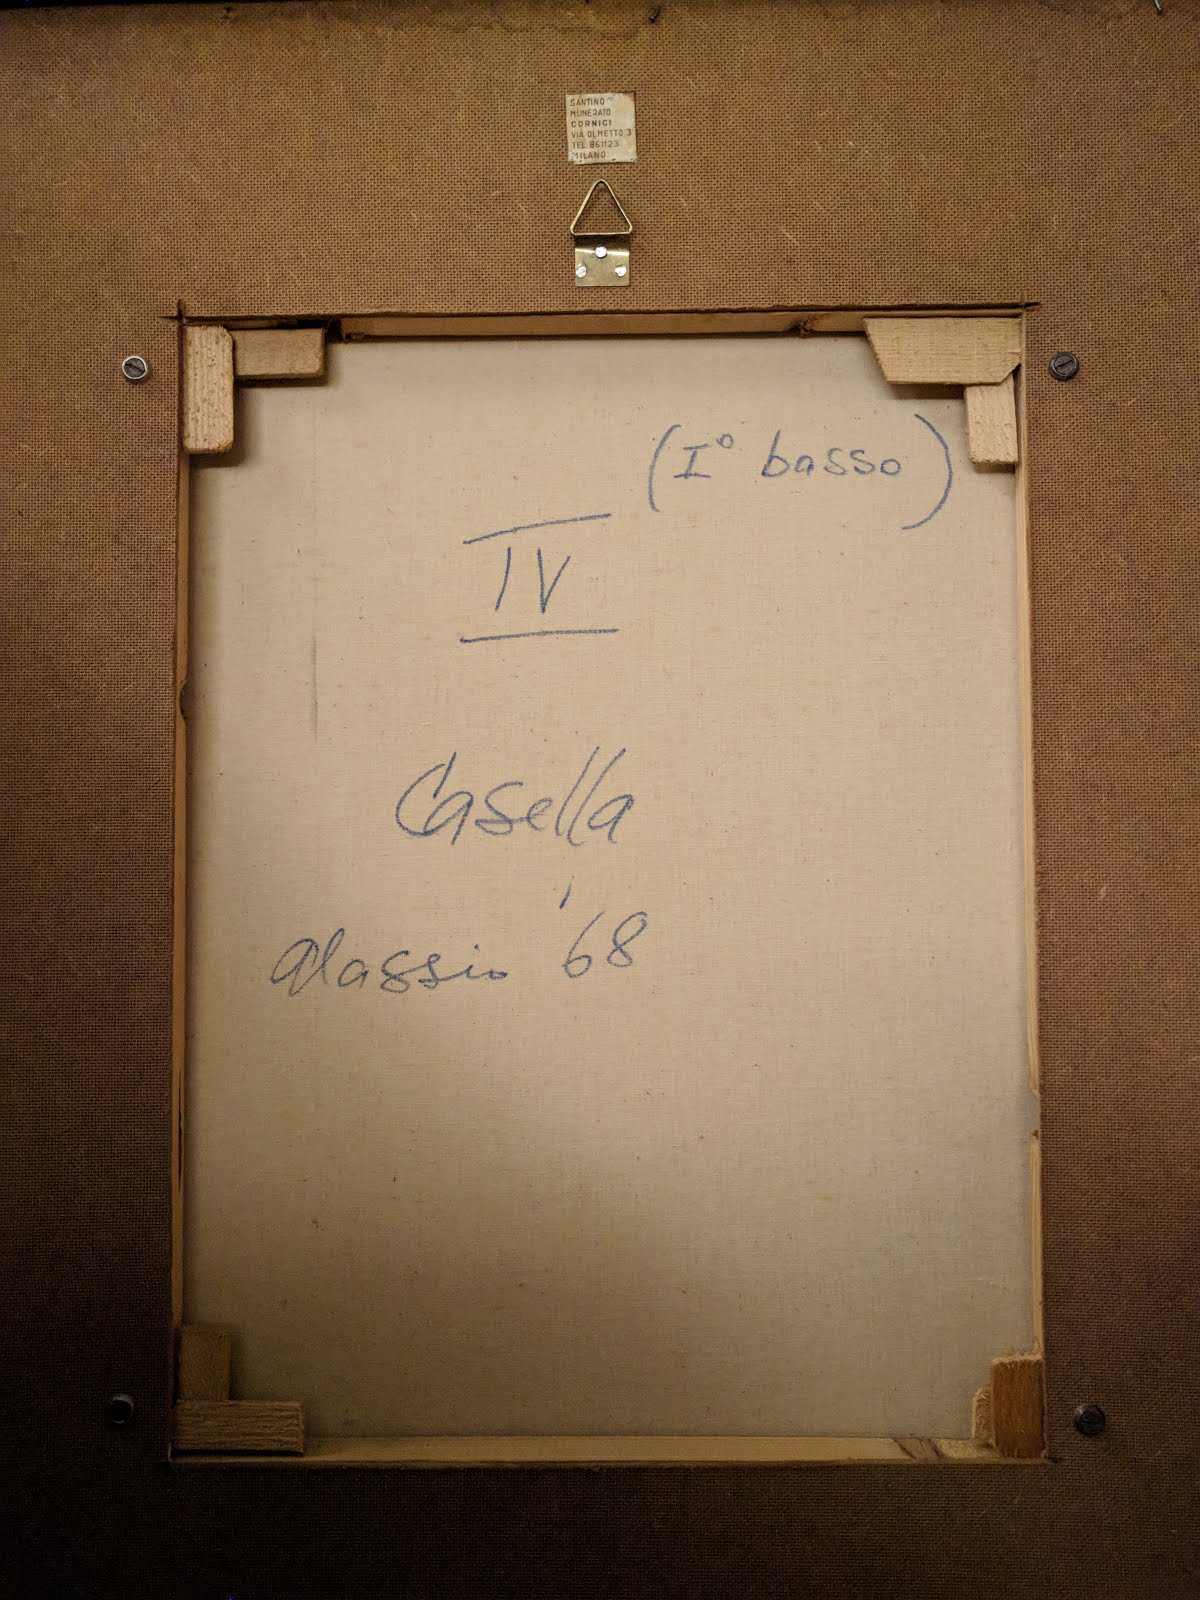 SANTINO
MUNERATO
CORNICI
VIA OLMETTO 3
TEL. 861123
MILANO
(I° basso)
IV
Casella
alassio '68